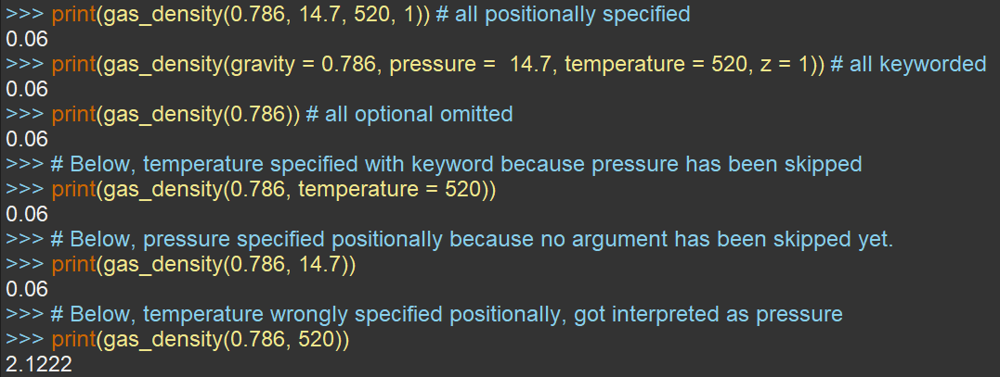 >>> print(gas_density(0.786, 14.7, 520, 1)) # all positionally specified
0.06
>>> print(gas_density(gravity = 0.786, pressure =  14.7, temperature = 520, z = 1)) # all keyworded
0.06
>>> print(gas_density(0.786)) # all optional omitted
0.06
>>> # Below, temperature specified with keyword because pressure has been skipped
>>> print(gas_density(0.786, temperature = 520))
0.06
>>> # Below, pressure specified positionally because no argument has been skipped yet.
>>> print(gas_density(0.786, 14.7))
0.06
>>> # Below, temperature wrongly specified positionally, got interpreted as pressure
>>> print(gas_density(0.786, 520))
2.1222